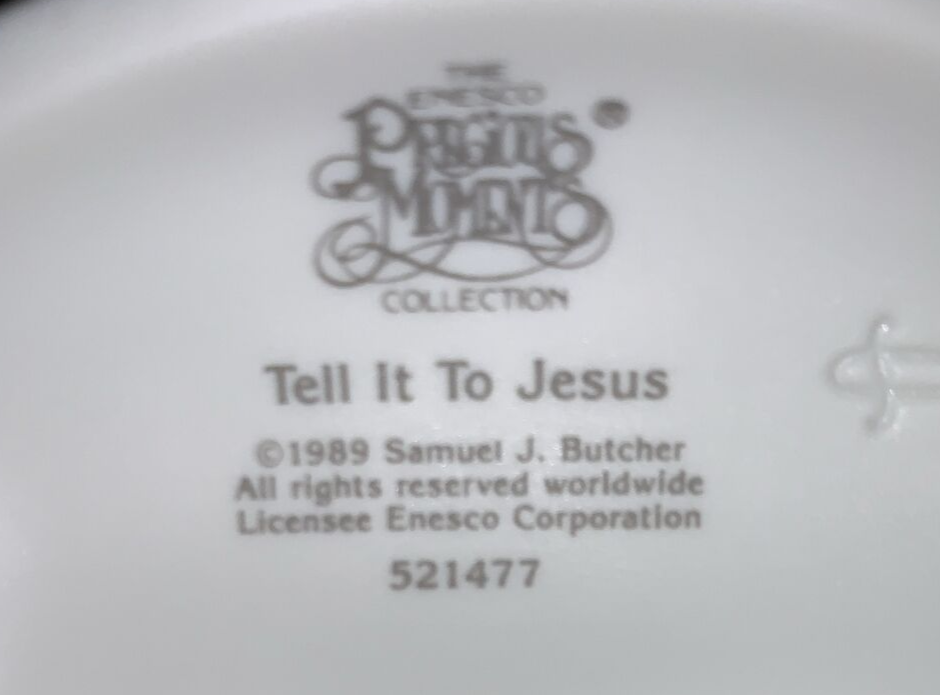 THE
ENESCO
PRECIOUS
MOMENTS
COLLECTION
Tell It To Jesus
©1989 Samuel J. Butcher
All rights reserved worldwide
Licensee Enesco Corporation
521477